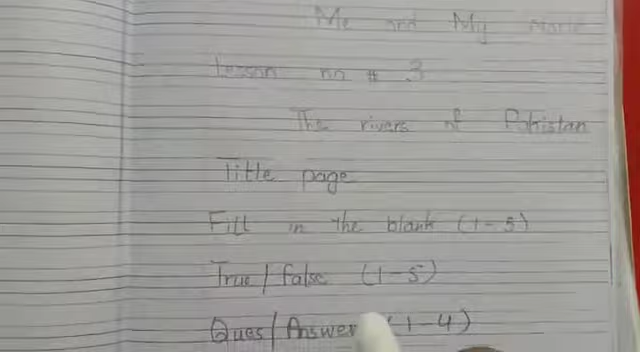 Me and My World
Lesson no # 3
The rivers of Pakistan
Title page
Fill in the blank (1-5)
True/false (1-5)
Ques/Answer (1-4)